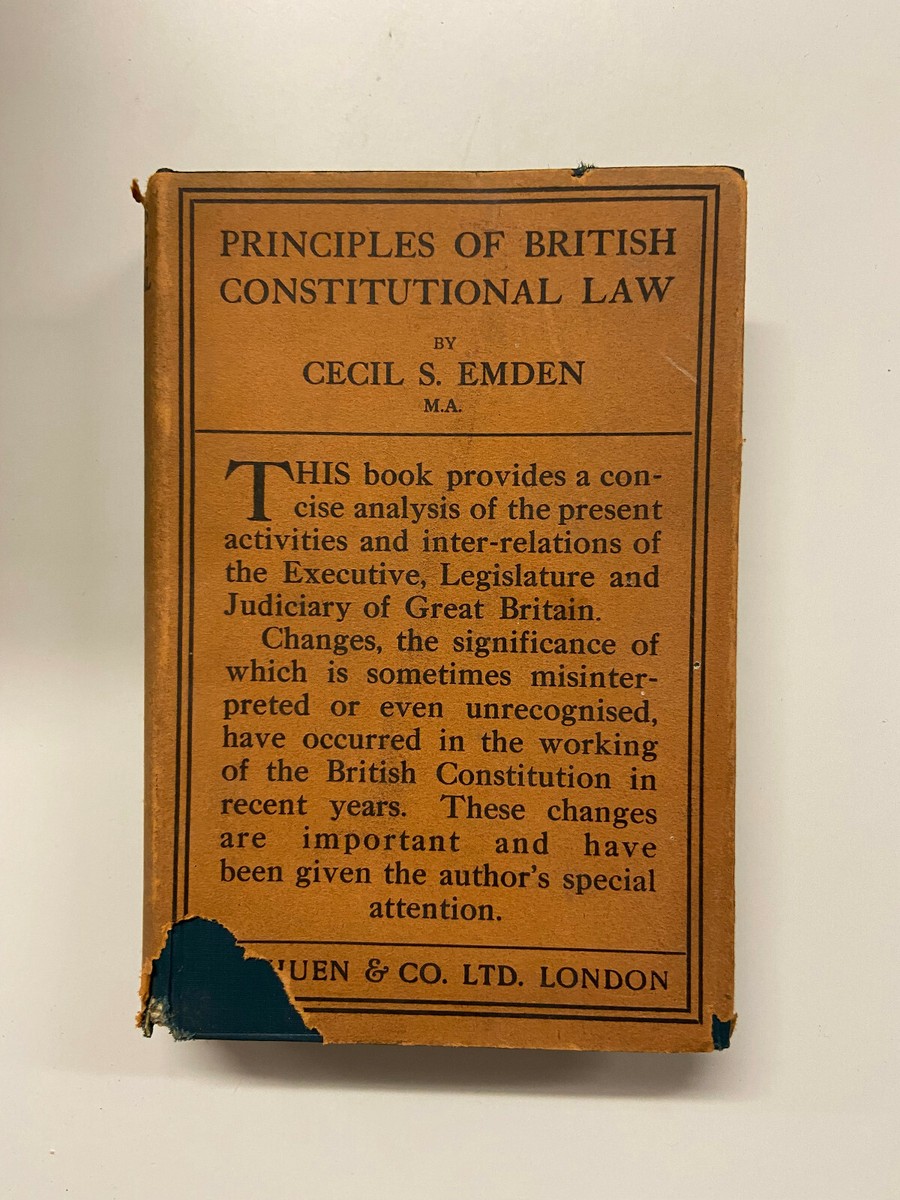 PRINCIPLES OF BRITISH
CONSTITUTIONAL LAW
BY
CECIL S. EMDEN
M.A.
THIS book provides a con-
cise analysis of the present
activities and inter-relations of
the Executive, Legislature and
Judiciary of Great Britain.
Changes, the significance of
which is sometimes misinter-
preted or even unrecognised,
have occurred in the working
of the British Constitution in
recent years. These changes
are important and have
been given the author's special
attention.
HUEN & CO. LTD. LONDON